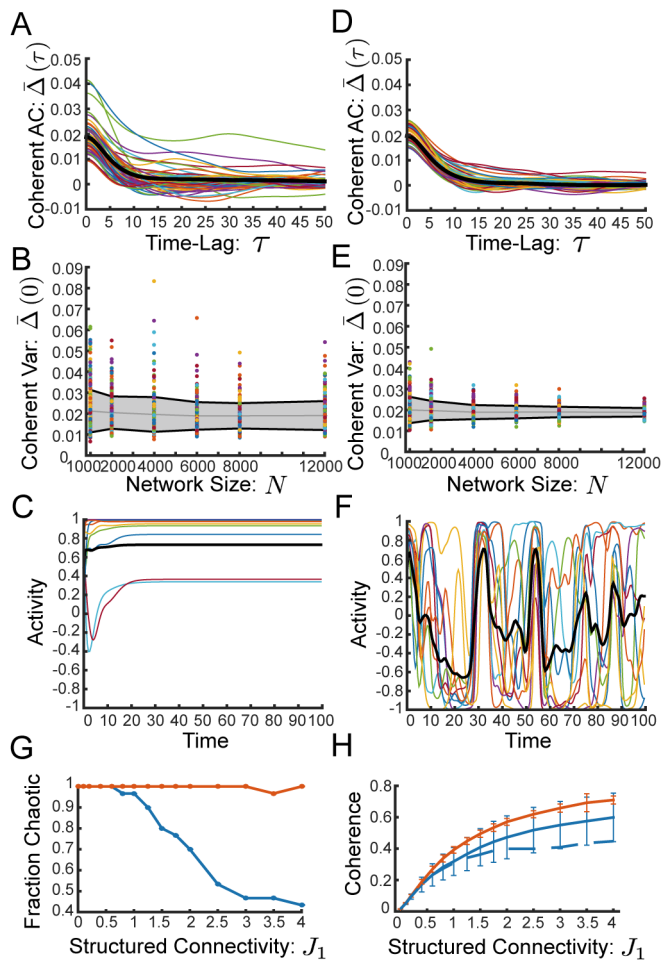 A
Coherent AC: Δ̄(τ)
0.05
0.04
0.03
0.02
0.01
0
-0.01
0 5 10 15 20 25 30 35 40 45 50
Time-Lag: τ
D
Coherent AC: Δ̄(τ)
0.05
0.04
0.03
0.02
0.01
0
-0.01
0 5 10 15 20 25 30 35 40 45 50
Time-Lag: τ
B
Coherent Var: Δ̄(0)
0.09
0.08
0.07
0.06
0.05
0.04
0.03
0.02
0.01
0
1000 2000 4000 6000 8000 12000
Network Size: N
E
Coherent Var: Δ̄(0)
0.09
0.08
0.07
0.06
0.05
0.04
0.03
0.02
0.01
0
1000 2000 4000 6000 8000 12000
Network Size: N
C
Activity
1
0.8
0.6
0.4
0.2
0
-0.2
-0.4
-0.6
-0.8
-1
0 10 20 30 40 50 60 70 80 90 100
Time
F
Activity
1
0.8
0.6
0.4
0.2
0
-0.2
-0.4
-0.6
-0.8
-1
0 10 20 30 40 50 60 70 80 90 100
Time
G
Fraction Chaotic
1
0.9
0.8
0.7
0.6
0.5
0.4
0 0.5 1 1.5 2 2.5 3 3.5 4
Structured Connectivity: J₁
H
Coherence
0.8
0.6
0.4
0.2
0
0 0.5 1 1.5 2 2.5 3 3.5 4
Structured Connectivity: J₁